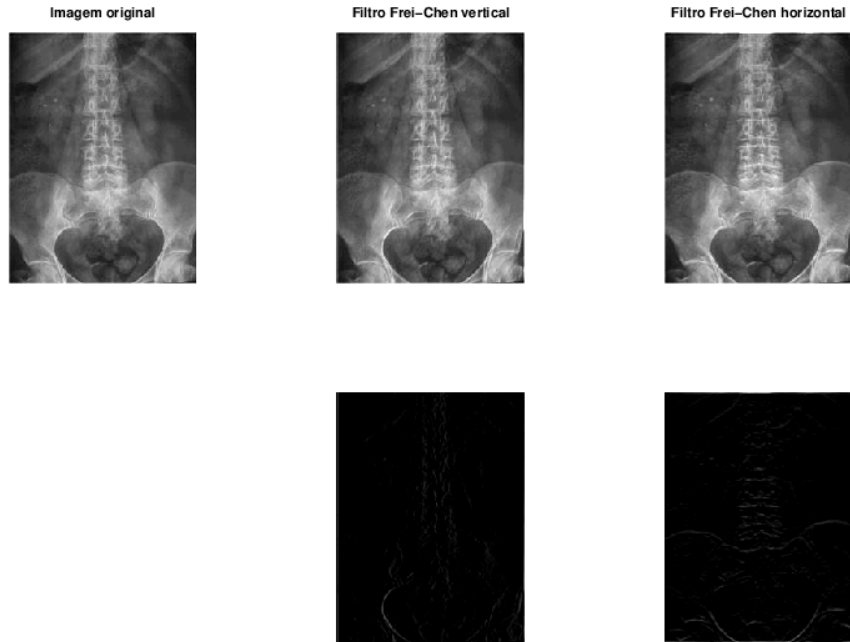 Imagem original
Filtro Frei-Chen vertical
Filtro Frei-Chen horizontal